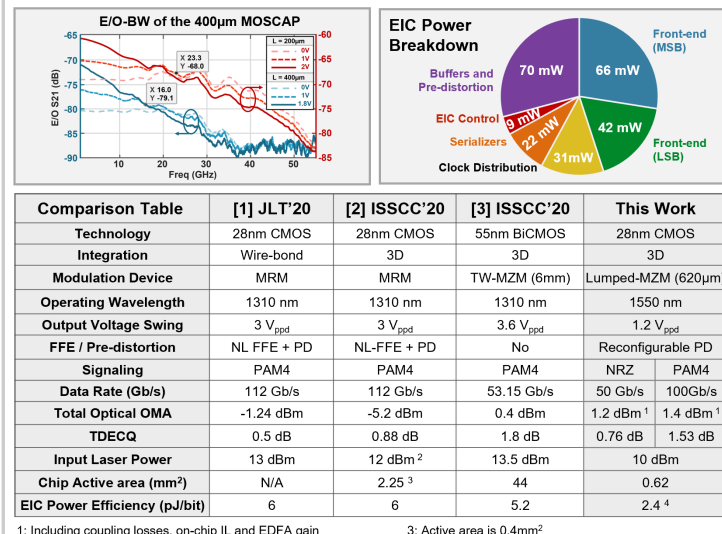 E/O-BW of the 400µm MOSCAP
-65
-70
-75
-80
-85
-90
E/O S21 (dB)
10
20
30
40
50
Freq (GHz)
-60
-65
-70
-75
-80
-85
X 23.3
Y -68.0
X 16.0
Y -79.1
L = 200µm
0V
1V
2V
L = 400µm
0V
1V
1.8V
EIC Power
Breakdown
Front-end
(MSB)
66 mW
Front-end
(LSB)
42 mW
Clock Distribution
31mW
Serializers
22 mW
EIC Control
9 mW
Buffers and
Pre-distortion
70 mW
Comparison Table [1] JLT'20 [2] ISSCC'20 [3] ISSCC'20 This Work
Technology 28nm CMOS 28nm CMOS 55nm BiCMOS 28nm CMOS
Integration Wire-bond 3D 3D 3D
Modulation Device MRM MRM TW-MZM (6mm) Lumped-MZM (620µm)
Operating Wavelength 1310 nm 1310 nm 1310 nm 1550 nm
Output Voltage Swing 3 Vppd 3 Vppd 3.6 Vppd 1.2 Vppd
FFE / Pre-distortion NL FFE + PD NL-FFE + PD No Reconfigurable PD
Signaling PAM4 PAM4 PAM4 NRZ PAM4
Data Rate (Gb/s) 112 Gb/s 112 Gb/s 53.15 Gb/s 50 Gb/s 100Gb/s
Total Optical OMA -1.24 dBm -5.2 dBm 0.4 dBm 1.2 dBm 1 1.4 dBm 1
TDECQ 0.5 dB 0.88 dB 1.8 dB 0.76 dB 1.53 dB
Input Laser Power 13 dBm 12 dBm 2 13.5 dBm 10 dBm
Chip Active area (mm2) N/A 2.25 3 44 0.62
EIC Power Efficiency (pJ/bit) 6 6 5.2 2.4 4
1: Including coupling losses, on-chip IL and EDFA gain 3: Active area is 0.4mm2